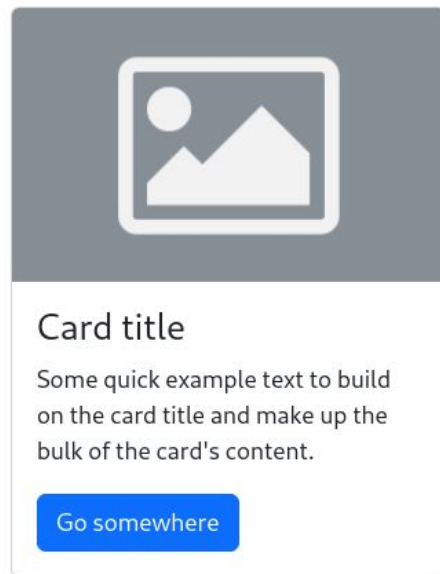 Card title
Some quick example text to build
on the card title and make up the
bulk of the card's content.
Go somewhere